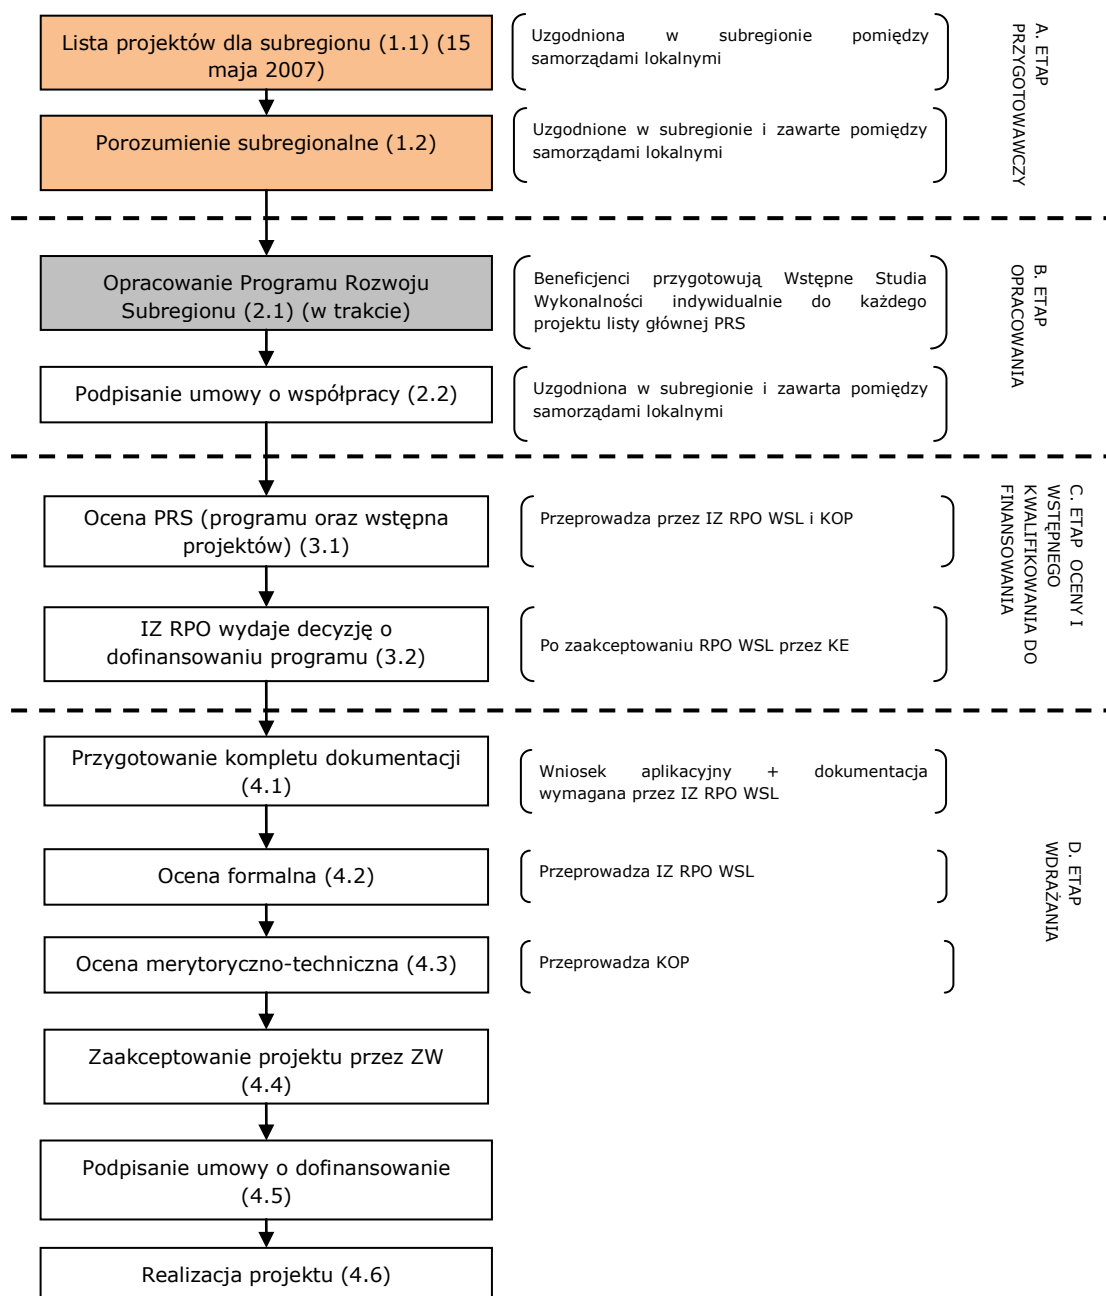 Lista projektów dla subregionu (1.1) (15
maja 2007)
Uzgodniona w subregionie pomiędzy
samorządami lokalnymi
A. ETAP
PRZYGOTOWAWCZY
Porozumienie subregionalne (1.2)
Uzgodnione w subregionie i zawarte pomiędzy
samorządami lokalnymi
Opracowanie Programu Rozwoju
Subregionu (2.1) (w trakcie)
Beneficjenci przygotowują Wstępne Studia
Wykonalności indywidualnie do każdego
projektu listy głównej PRS
B. ETAP
OPRACOWANIA
Podpisanie umowy o współpracy (2.2)
Uzgodniona w subregionie i zawarta pomiędzy
samorządami lokalnymi
Ocena PRS (programu oraz wstępna
projektów) (3.1)
Przeprowadza przez IZ RPO WSL i KOP
C. ETAP OCENY I
WSTĘPNEGO
KWALIFIKOWANIA DO
FINANSOWANIA
IZ RPO wydaje decyzję o
dofinansowaniu programu (3.2)
Po zaakceptowaniu RPO WSL przez KE
Przygotowanie kompletu dokumentacji
(4.1)
Wniosek aplikacyjny + dokumentacja
wymagana przez IZ RPO WSL
D. ETAP
WDRAŻANIA
Ocena formalna (4.2)
Przeprowadza IZ RPO WSL
Ocena merytoryczno-techniczna (4.3)
Przeprowadza KOP
Zaakceptowanie projektu przez ZW
(4.4)
Podpisanie umowy o dofinansowanie
(4.5)
Realizacja projektu (4.6)